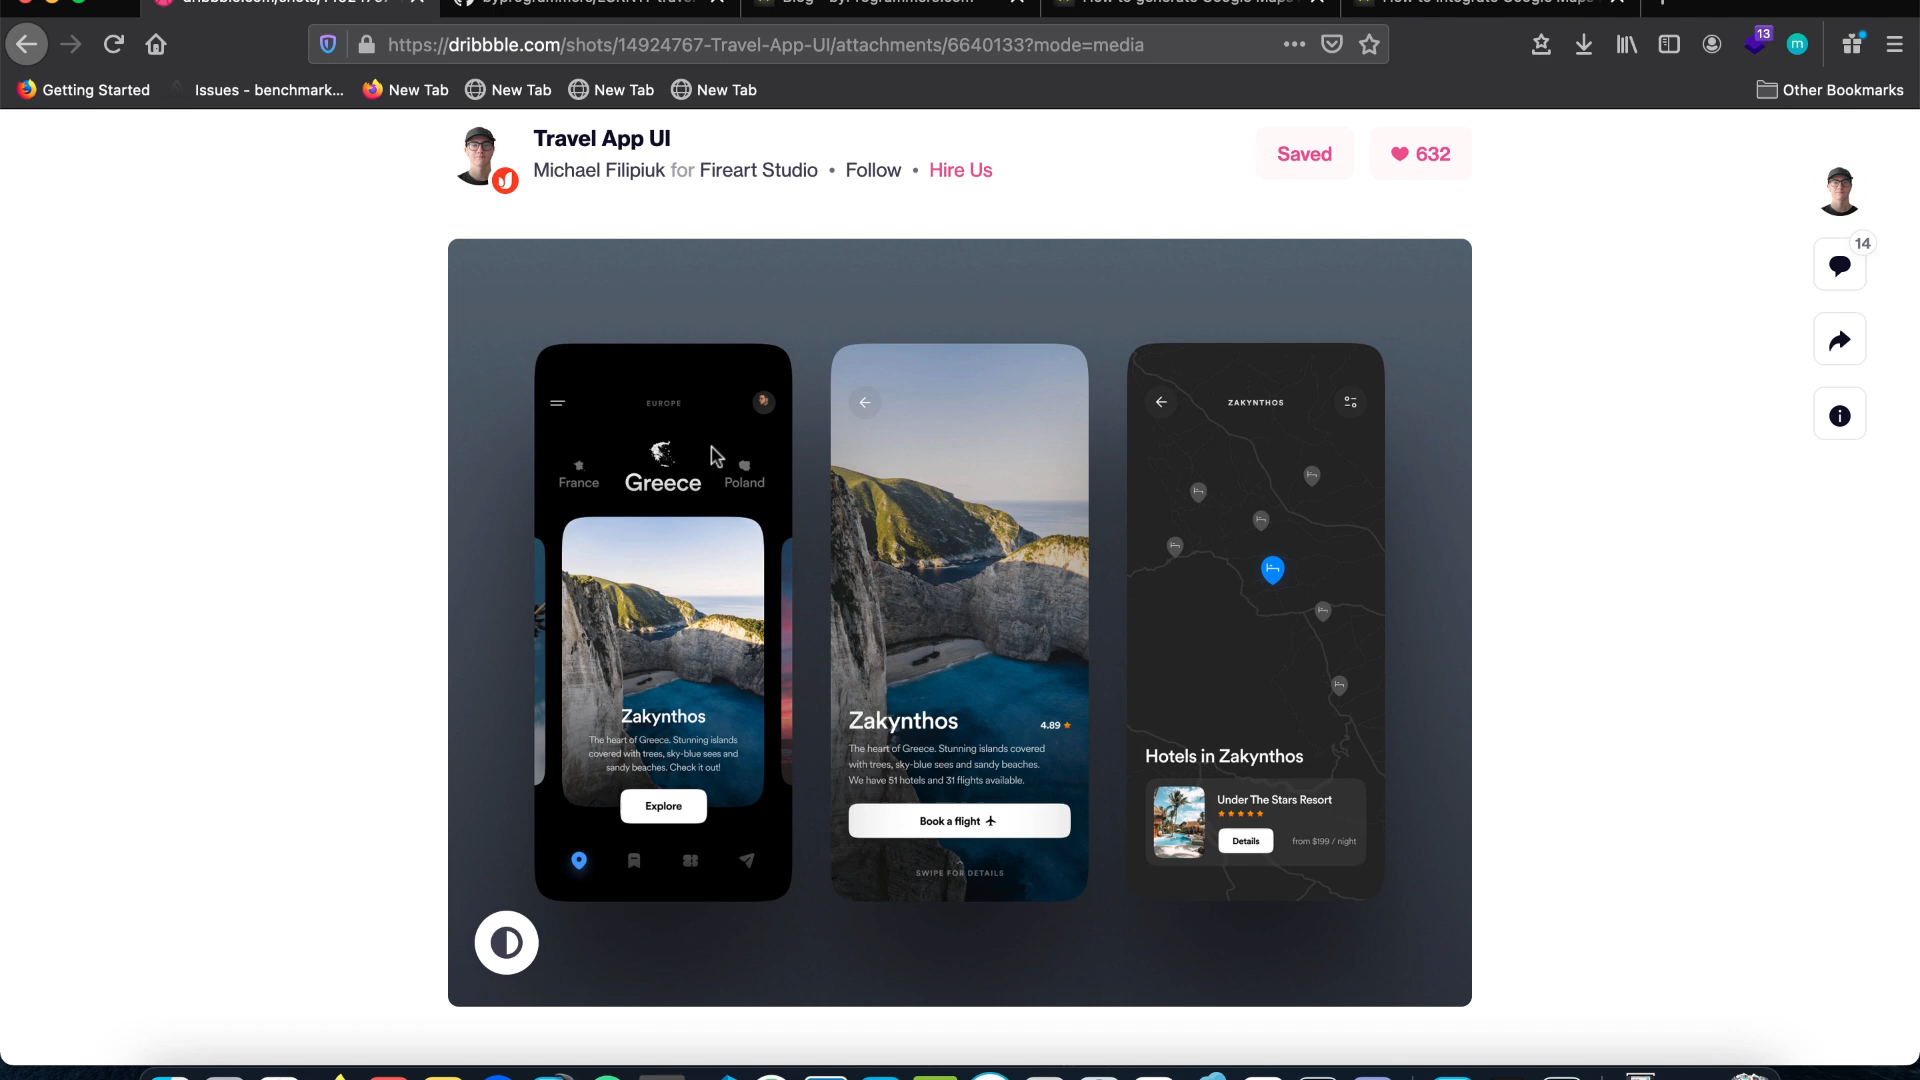 https://dribbble.com/shots/14924767-Travel-App-UI/attachments/6640133?mode=media
13
m
Getting Started
Issues - benchmark...
New Tab
New Tab
New Tab
New Tab
Other Bookmarks
Travel App UI
Michael Filipiuk for Fireart Studio • Follow • Hire Us
Saved
632
14
EUROPE
France
Greece
Poland
Zakynthos
The heart of Greece. Stunning islands
covered with trees, sky-blue sees and
sandy beaches. Check it out!
Explore
Zakynthos
4.89
The heart of Greece. Stunning islands covered
with trees, sky-blue sees and sandy beaches.
We have 51 hotels and 31 flights available.
Book a flight
SWIPE FOR DETAILS
ZAKYNTHOS
Hotels in Zakynthos
Under The Stars Resort
Details
from $199 / night